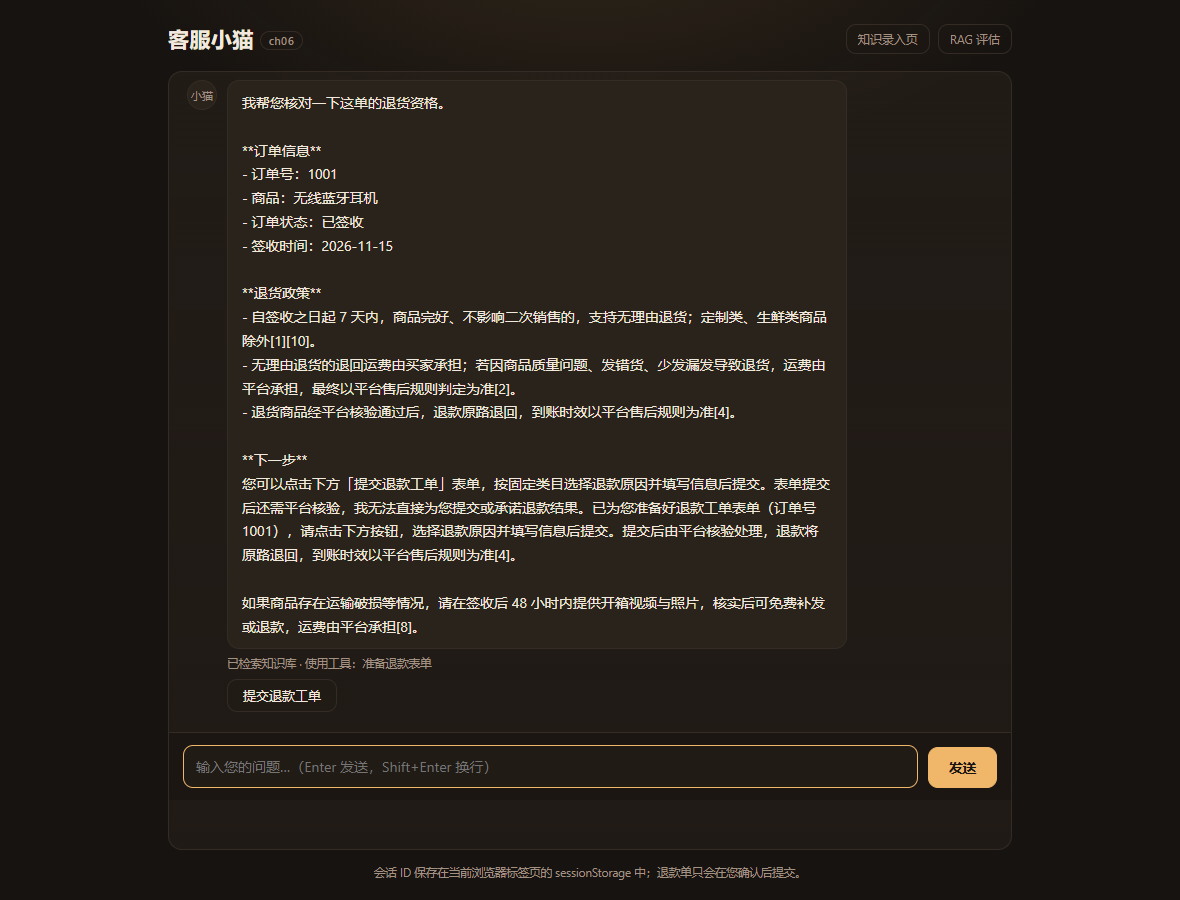 客服小猫 ch06
知识录入页 RAG 评估
小猫
我帮您核对一下这单的退货资格。
**订单信息**
- 订单号：1001
- 商品：无线蓝牙耳机
- 订单状态：已签收
- 签收时间：2026-11-15
**退货政策**
- 自签收之日起 7 天内，商品完好、不影响二次销售的，支持无理由退货；定制类、生鲜类商品
除外[1][10]。
- 无理由退货的退回运费由买家承担；若因商品质量问题、发错货、少发漏发导致退货，运费由
平台承担，最终以平台售后规则判定为准[2]。
- 退货商品经平台核验通过后，退款原路退回，到账时效以平台售后规则为准[4]。
**下一步**
您可以点击下方「提交退款工单」表单，按固定类目选择退款原因并填写信息后提交。表单提交
后还需平台核验，我无法直接为您提交或承诺退款结果。已为您准备好退款工单表单（订单号
1001），请点击下方按钮，选择退款原因并填写信息后提交。提交后由平台核验处理，退款将
原路退回，到账时效以平台售后规则为准[4]。
如果商品存在运输破损等情况，请在签收后 48 小时内提供开箱视频与照片，核实后可免费补发
或退款，运费由平台承担[8]。
已检索知识库 · 使用工具：准备退款表单
提交退款工单
输入您的问题...（Enter 发送，Shift+Enter 换行）
发送
会话 ID 保存在当前浏览器标签页的 sessionStorage 中；退款单只会在您确认后提交。